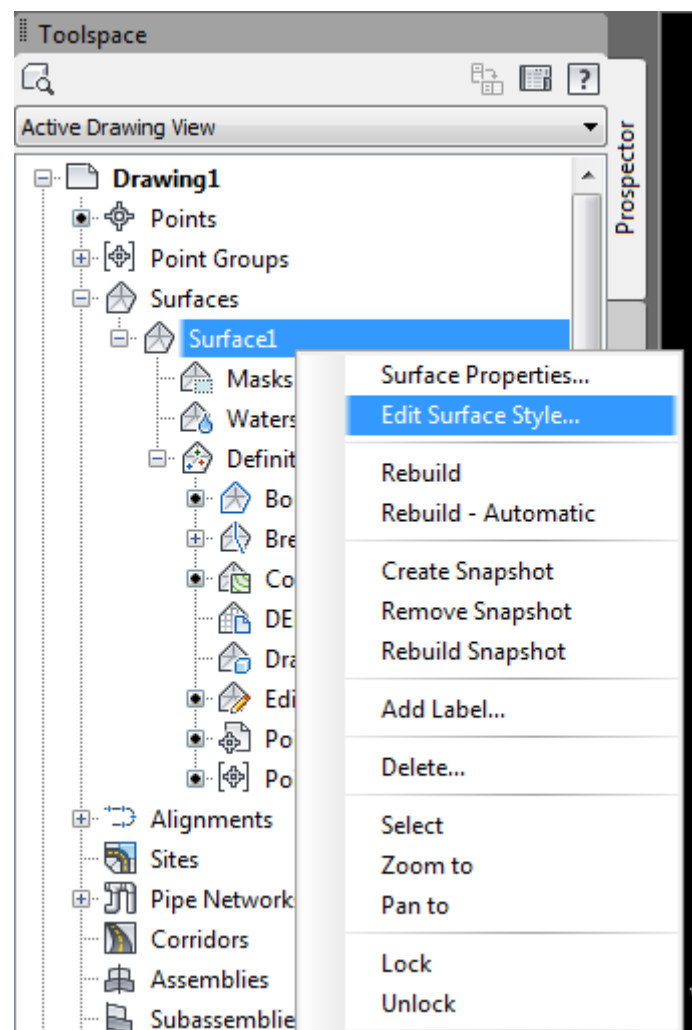 Toolspace
?
Active Drawing View
Prospector
Drawing1
Points
Point Groups
Surfaces
Surface1
Masks
Waters
Definit
Bo
Bre
Co
DE
Dra
Edi
Po
Po
Alignments
Sites
Pipe Network
Corridors
Assemblies
Subassemblie
Surface Properties...
Edit Surface Style...
Rebuild
Rebuild - Automatic
Create Snapshot
Remove Snapshot
Rebuild Snapshot
Add Label...
Delete...
Select
Zoom to
Pan to
Lock
Unlock